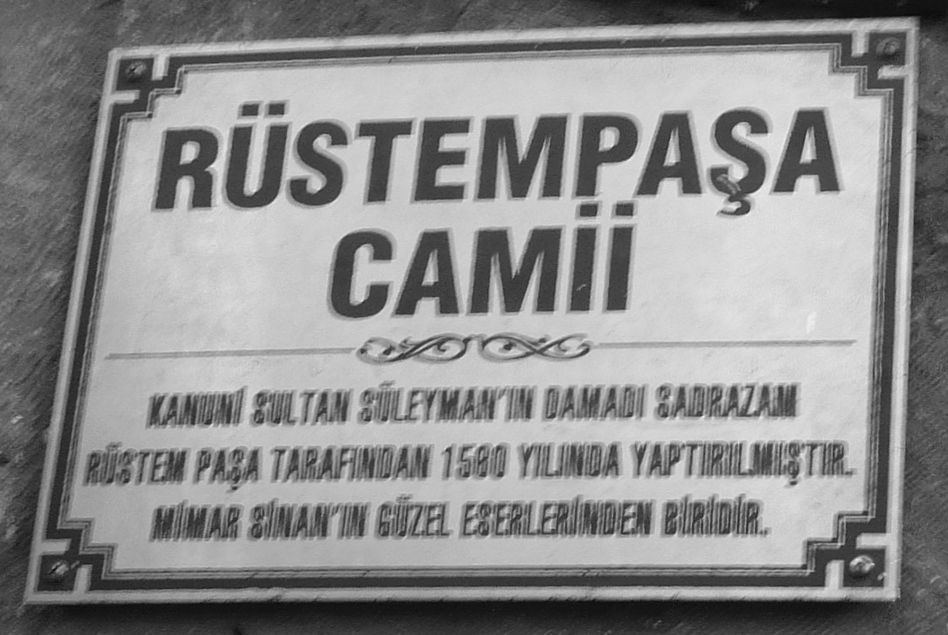 RÜSTEMPAŞA
CAMİİ
KANUNİ SULTAN SÜLEYMAN'IN DAMADI SADRAZAM
RÜSTEM PAŞA TARAFINDAN 1560 YILINDA YAPTIRILMIŞTIR.
MİMAR SİNAN'IN GÜZEL ESERLERİNDEN BİRİDİR.